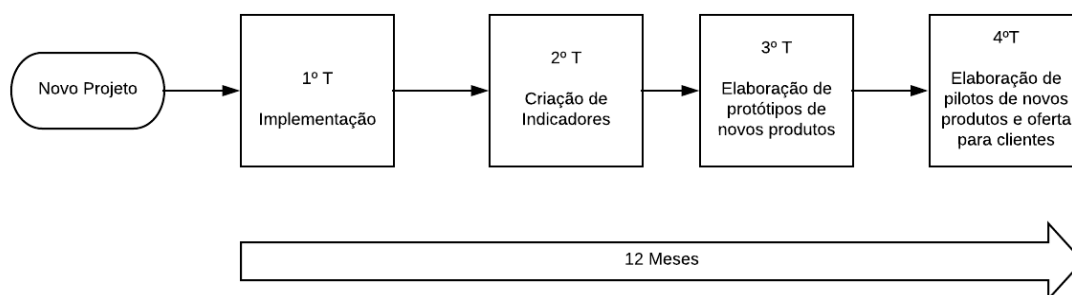 Novo Projeto
1º T
Implementação
2º T
Criação de
Indicadores
3º T
Elaboração de
protótipos de
novos produtos
4ºT
Elaboração de
pilotos de novos
produtos e oferta
para clientes
12 Meses